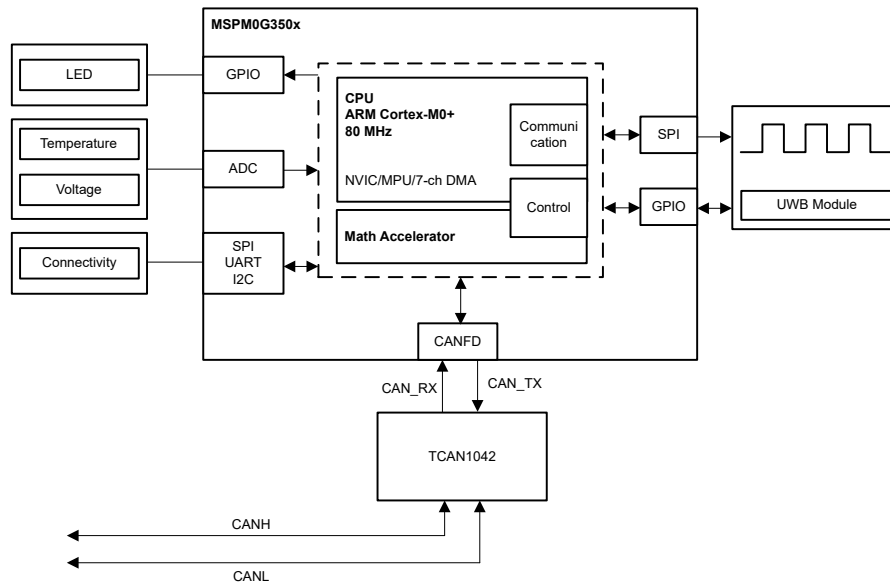 MSPM0G350x
LED
GPIO
Temperature
Voltage
ADC
Connectivity
SPI
UART
I2C
CPU
ARM Cortex-M0+
80 MHz
NVIC/MPU/7-ch DMA
Communi
cation
Control
Math Accelerator
SPI
GPIO
UWB Module
CANFD
CAN_RX
CAN_TX
TCAN1042
CANH
CANL